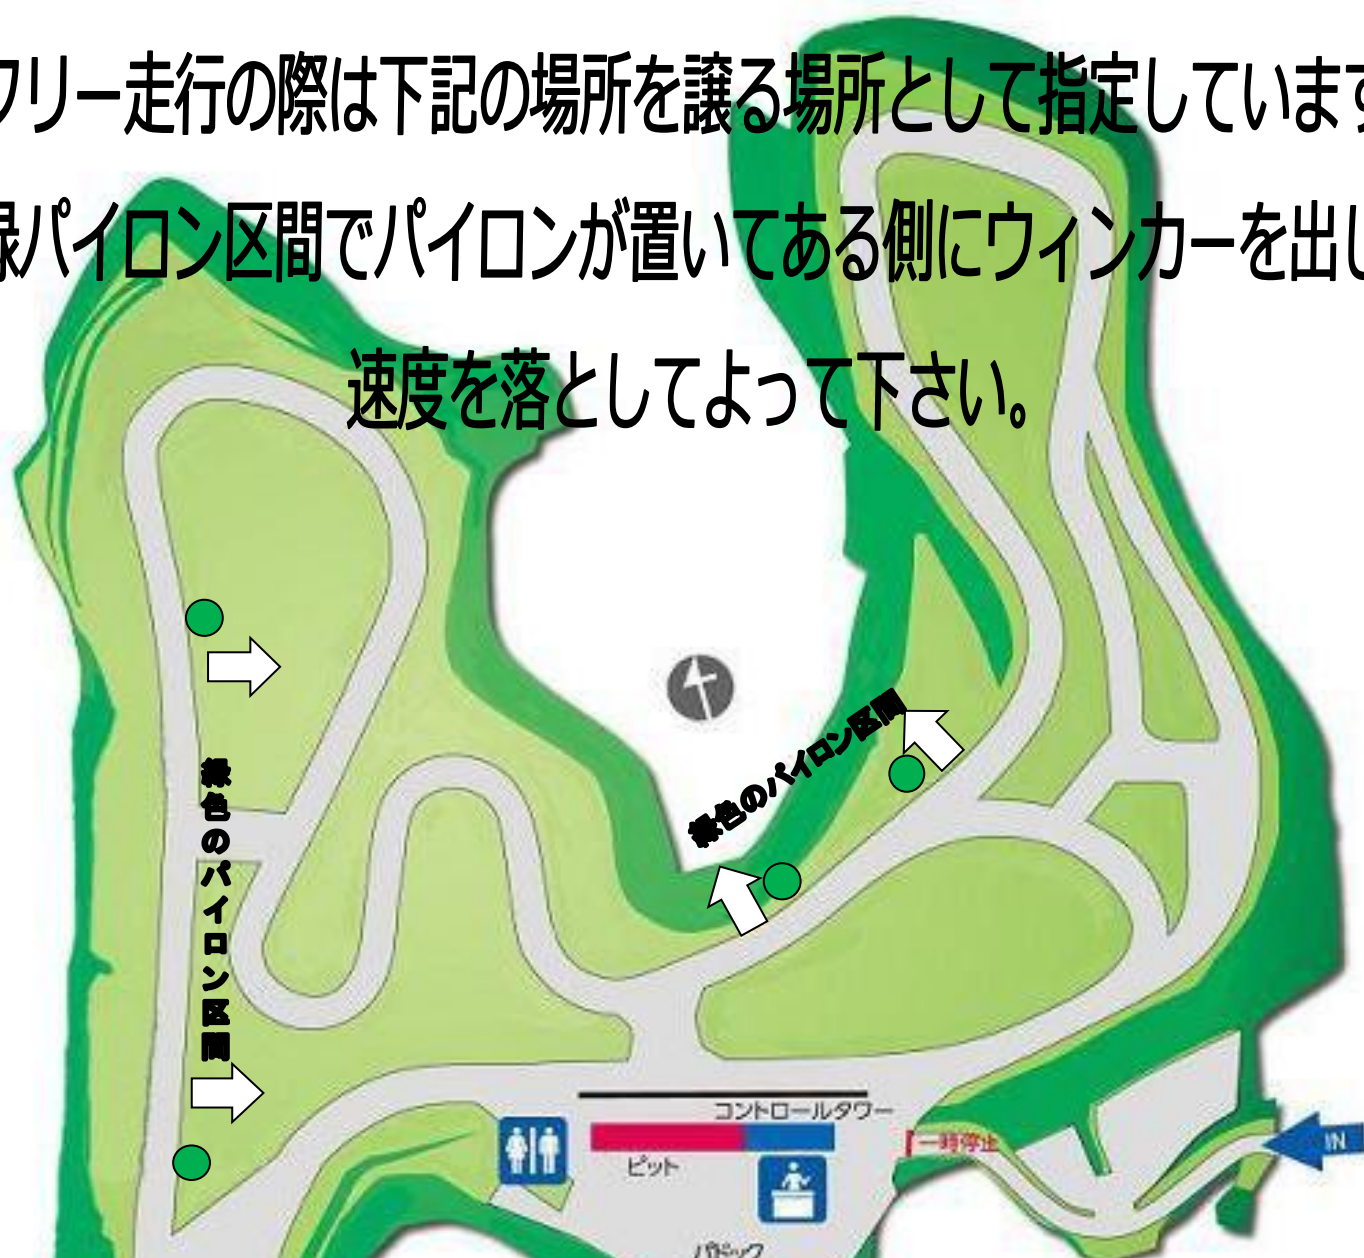 フリー走行の際は下記の場所を譲る場所として指定しています
緑パイロン区間でパイロンが置いてある側にウィンカーを出し
速度を落としてよって下さい。
緑色のパイロン区間
緑色のパイロン区間
コントロールタワー
ピット
一時停止
IN
パドック